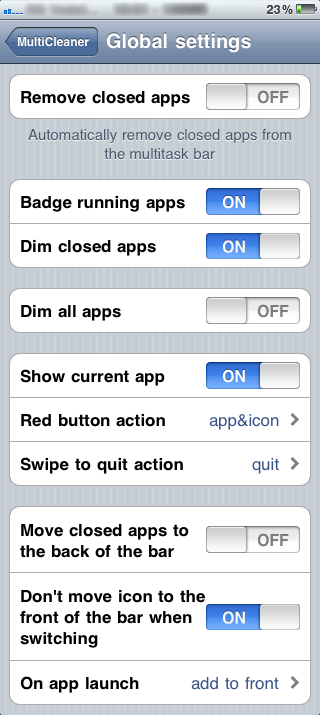 23%
MultiCleaner
Global settings
Remove closed apps OFF
Automatically remove closed apps from
the multitask bar
Badge running apps ON
Dim closed apps ON
Dim all apps OFF
Show current app ON
Red button action app&icon
Swipe to quit action quit
Move closed apps to
the back of the bar OFF
Don't move icon to the
front of the bar when ON
switching
On app launch add to front